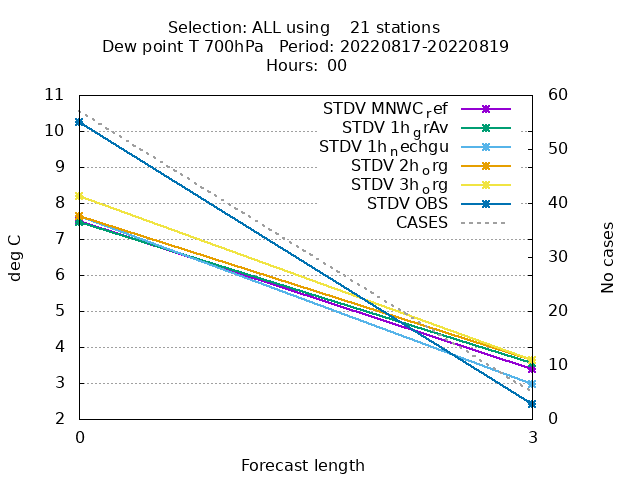 Selection: ALL using    21 stations
Dew point T 700hPa   Period: 20220817-20220819
Hours: 00
deg C
No cases
11
10
9
8
7
6
5
4
3
2
60
50
40
30
20
10
0
STDV MNWC_ref
STDV 1h_grAv
STDV 1h_nechgu
STDV 2h_org
STDV 3h_org
STDV OBS
CASES
0
3
Forecast length